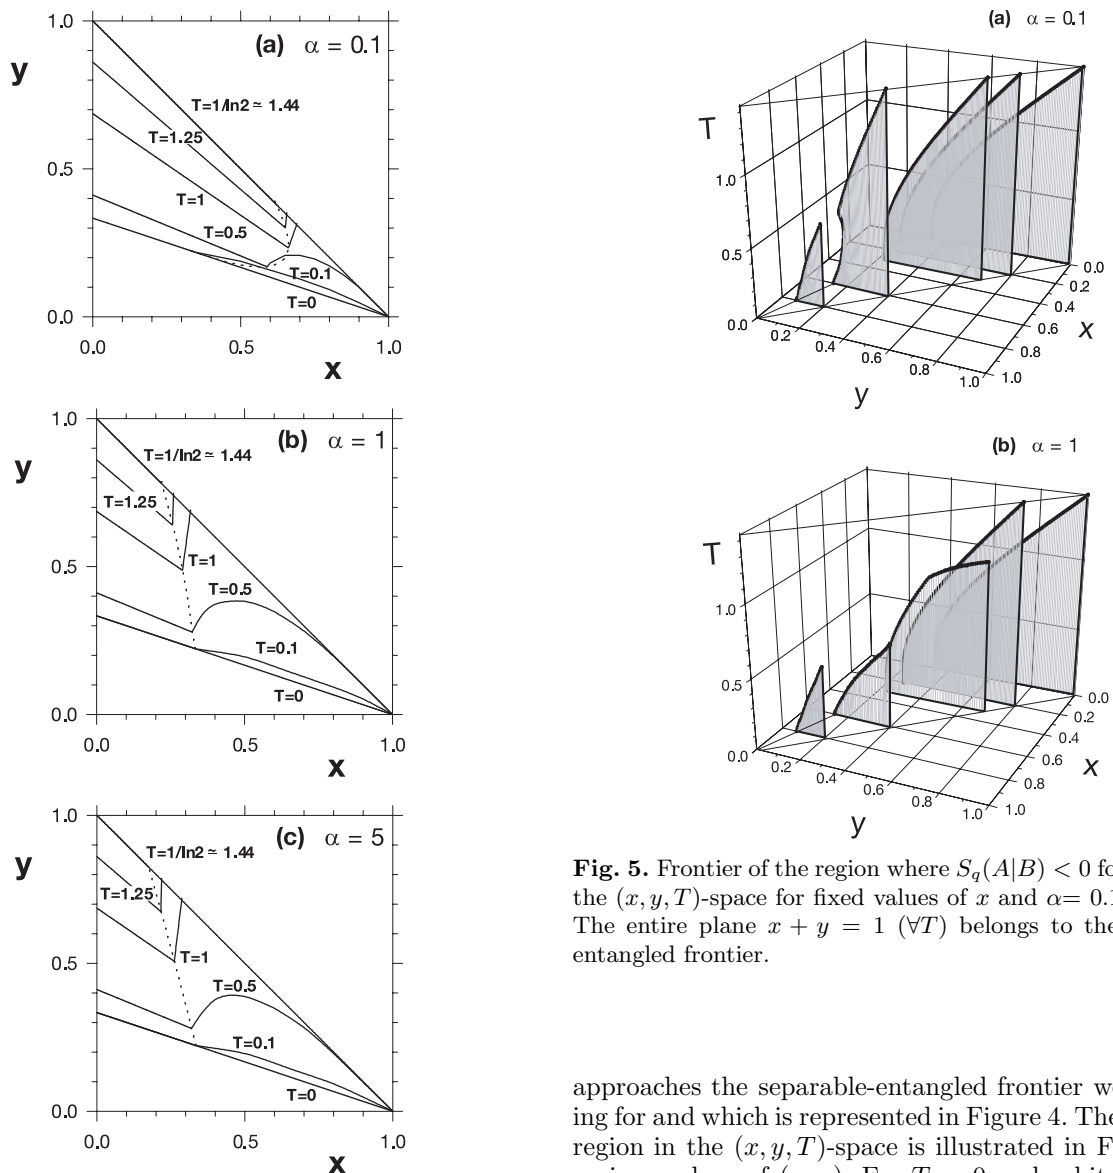 1.0
(a) α = 0.1
y
T=1/ln2 ≃ 1.44
T=1.25
0.5
T=1
T=0.5
T=0.1
T=0
0.0
0.0 0.5 1.0
x
1.0
(b) α = 1
y
T=1/ln2 ≃ 1.44
T=1.25
T=1
0.5
T=0.5
T=0.1
T=0
0.0
0.0 0.5 1.0
x
1.0
(c) α = 5
y
T=1/ln2 ≃ 1.44
T=1.25
T=1
0.5
T=0.5
T=0.1
T=0
0.0
0.0 0.5 1.0
x
(a) α = 0.1
T
1.0
0.5
0.0
0.2
0.4
0.6
0.8
1.0
y
0.0
0.2
0.4
0.6
0.8
1.0
x
(b) α = 1
T
1.0
0.5
0.0
0.2
0.4
0.6
0.8
1.0
y
0.0
0.2
0.4
0.6
0.8
1.0
x
Fig. 5. Frontier of the region where S_q(A|B) < 0 fo
the (x, y, T)-space for fixed values of x and α= 0.1
The entire plane x + y = 1 (∀T) belongs to the
entangled frontier.
approaches the separable-entangled frontier we
ing for and which is represented in Figure 4. The
region in the (x, y, T)-space is illustrated in F